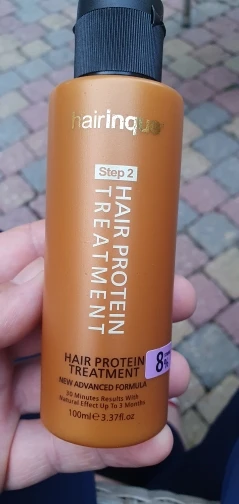 hairinque
Step 2
HAIR PROTEIN
TREATMENT
HAIR PROTEIN
TREATMENT
8%
NEW ADVANCED FORMULA
30 Minutes Results With
Natural Effect Up To 3 Months
100ml℮3.37fl.oz